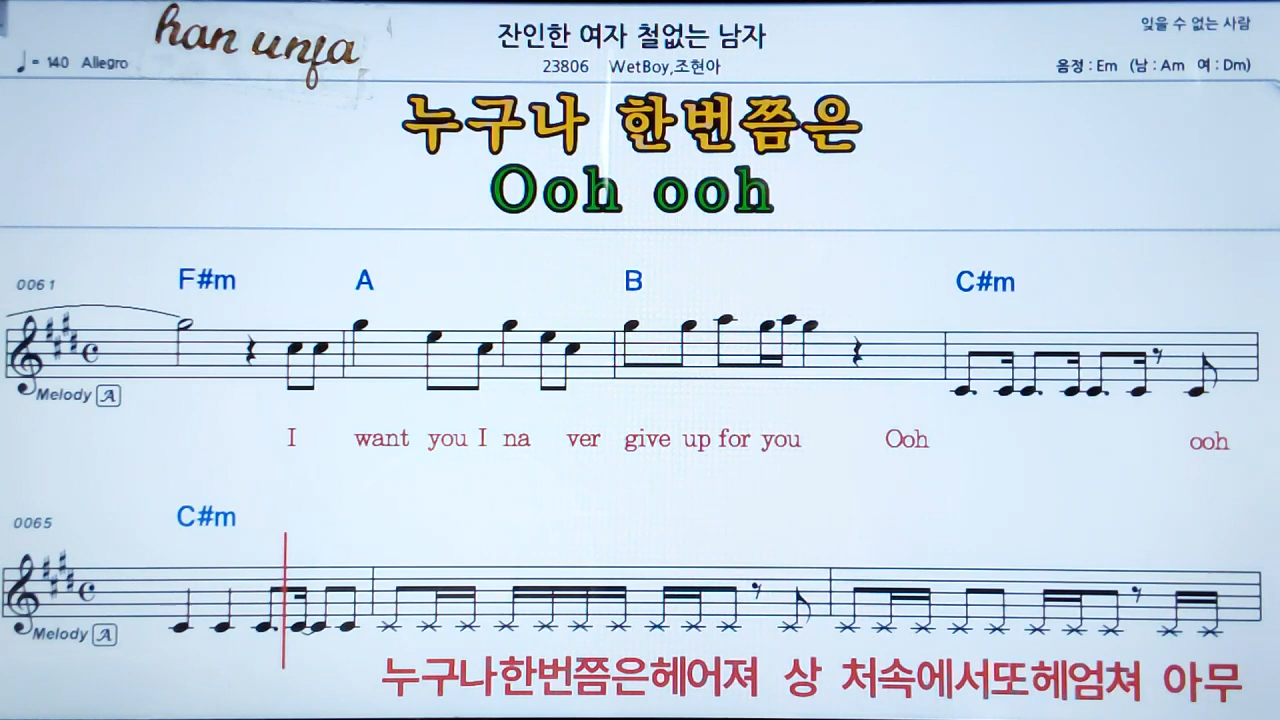 han unja
잔인한 여자 철없는 남자
잊을 수 없는 사람
♩= 140 Allegro
23806 WetBoy,조현아
음정 : Em (남 : Am 여 : Dm)
누구나 한번쯤은
Ooh ooh
0061 F#m A B C#m
Melody A
I want you I na ver give up for you Ooh ooh
0065 C#m
Melody A
누구나한번쯤은헤어져 상 처속에서또헤엄쳐 아무